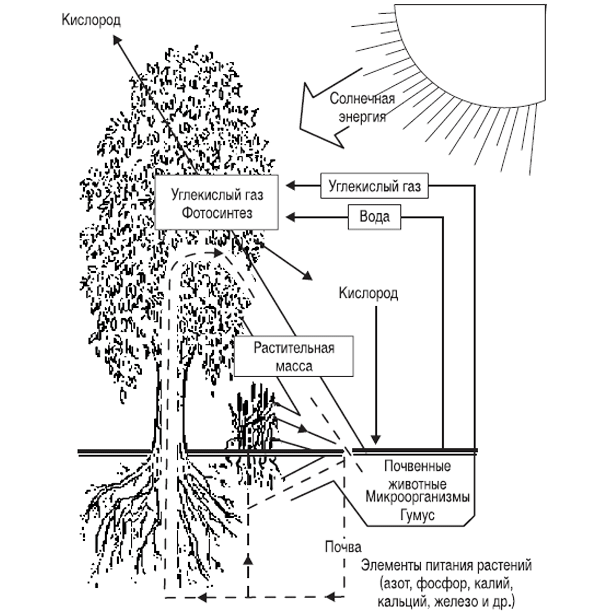 Кислород
Солнечная
энергия
Углекислый газ
Фотосинтез
Углекислый газ
Вода
Кислород
Растительная
масса
Почвенные
животные
Микроорганизмы
Гумус
Почва
Элементы питания растений
(азот, фосфор, калий,
кальций, железо и др.)